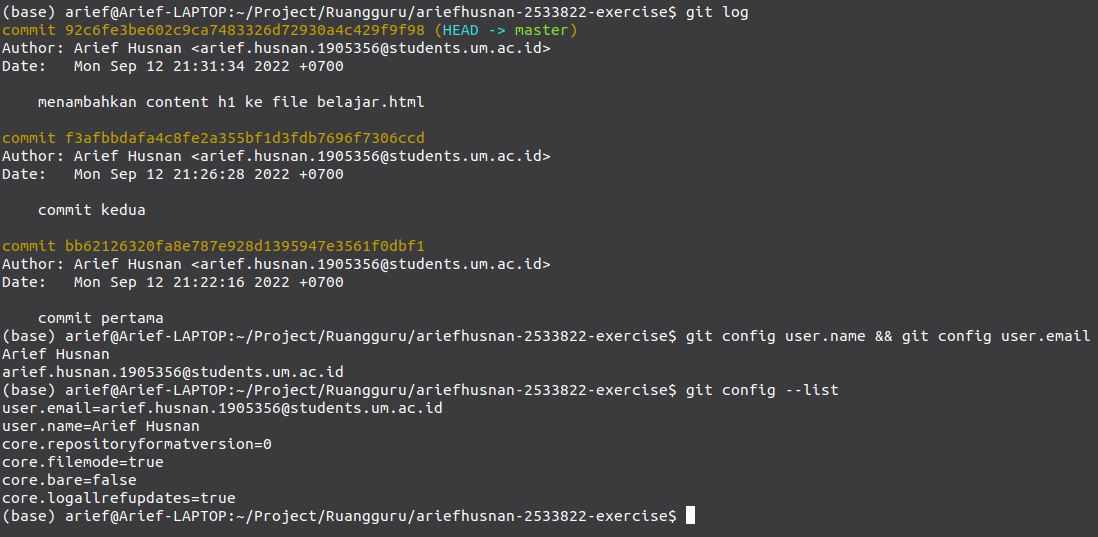 (base) arief@Arief-LAPTOP:~/Project/Ruangguru/ariefhusnan-2533822-exercise$ git log
commit 92c6fe3be602c9ca7483326d72930a4c429f9f98 (HEAD -> master)
Author: Arief Husnan <arief.husnan.1905356@students.um.ac.id>
Date:   Mon Sep 12 21:31:34 2022 +0700

    menambahkan content h1 ke file belajar.html

commit f3afbbdafa4c8fe2a355bf1d3fdb7696f7306ccd
Author: Arief Husnan <arief.husnan.1905356@students.um.ac.id>
Date:   Mon Sep 12 21:26:28 2022 +0700

    commit kedua

commit bb62126320fa8e787e928d1395947e3561f0dbf1
Author: Arief Husnan <arief.husnan.1905356@students.um.ac.id>
Date:   Mon Sep 12 21:22:16 2022 +0700

    commit pertama
(base) arief@Arief-LAPTOP:~/Project/Ruangguru/ariefhusnan-2533822-exercise$ git config user.name && git config user.email
Arief Husnan
arief.husnan.1905356@students.um.ac.id
(base) arief@Arief-LAPTOP:~/Project/Ruangguru/ariefhusnan-2533822-exercise$ git config --list
user.email=arief.husnan.1905356@students.um.ac.id
user.name=Arief Husnan
core.repositoryformatversion=0
core.filemode=true
core.bare=false
core.logallrefupdates=true
(base) arief@Arief-LAPTOP:~/Project/Ruangguru/ariefhusnan-2533822-exercise$